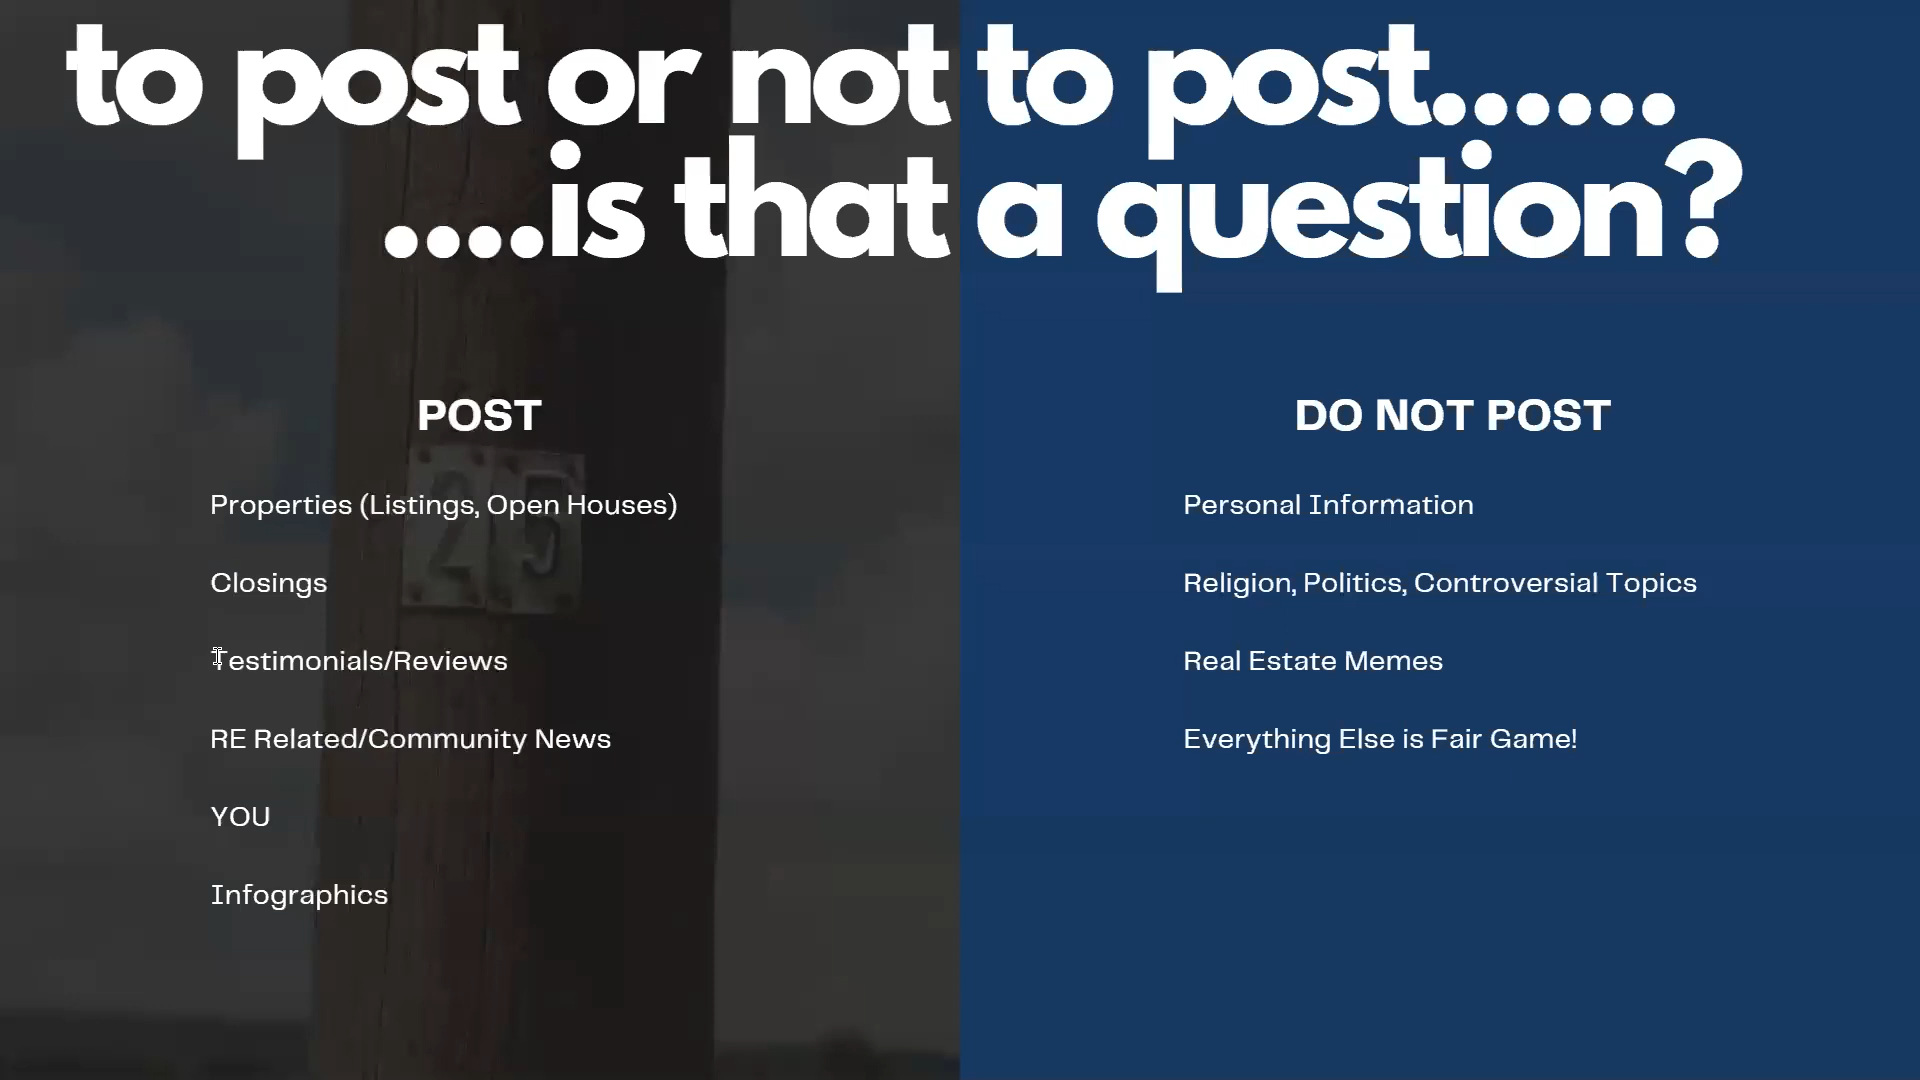 to post or not to post......
....is that a question?
POST
Properties (Listings, Open Houses)
Closings
Testimonials/Reviews
RE Related/Community News
YOU
Infographics
25
DO NOT POST
Personal Information
Religion, Politics, Controversial Topics
Real Estate Memes
Everything Else is Fair Game!